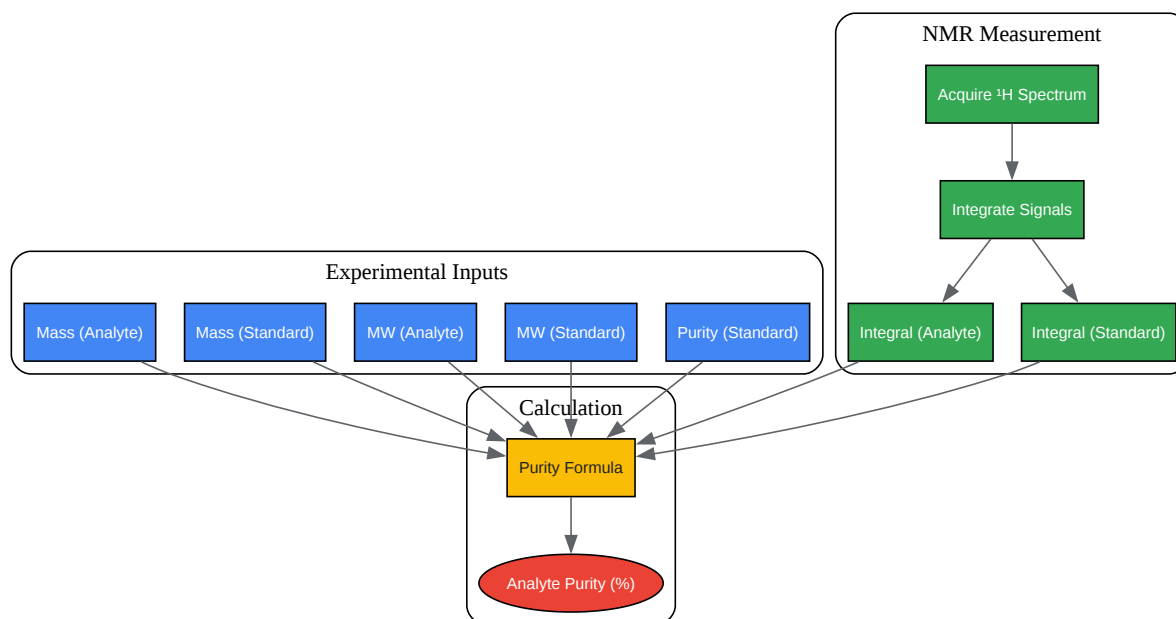 NMR Measurement
Acquire ¹H Spectrum
Integrate Signals
Experimental Inputs
Mass (Analyte)
Mass (Standard)
MW (Analyte)
MW (Standard)
Purity (Standard)
Integral (Analyte)
Integral (Standard)
Calculation
Purity Formula
Analyte Purity (%)